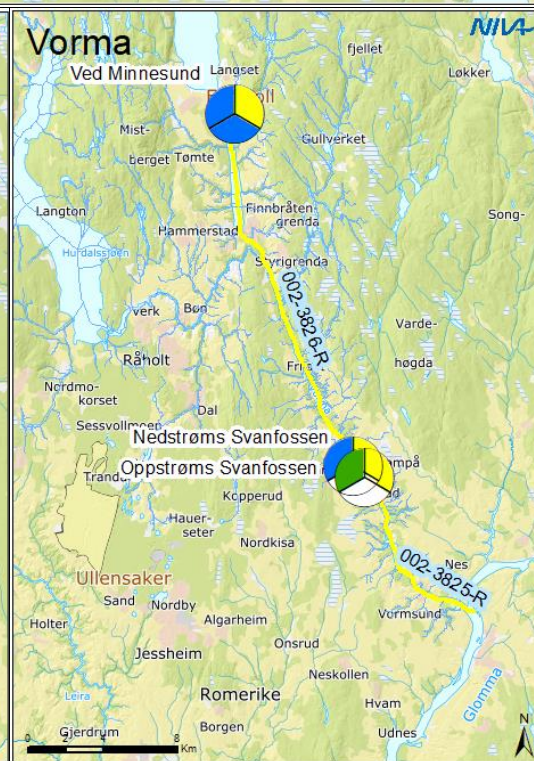 Vorma
NIVA
Ved Minnesund
Langset
fjellet
Løkker
Mist-
berget
Tømte
Gullverket
Langton
Finnbråten-
grenda
Song-
Hammerstad
Hurdalssjøen
Styrigrenda
002-3826-R
verk
Bøn
Varde-
høgda
Råholt
Nordmo-
korset
Dal
Sessvollmoen
Nedstrøms Svanfossen
Oppstrøms Svanfossen
Kopperud
Hauer-
seter
Nordkisa
002-3825-R
Nes
Ullensaker
Sand
Nordby
Vormsund
Holter
Algarheim
Jessheim
Onsrud
Neskollen
Leira
Romerike
Hvam
Glomma
Gjerdrum
Borgen
Udnes
N
0 2 4 8
Km